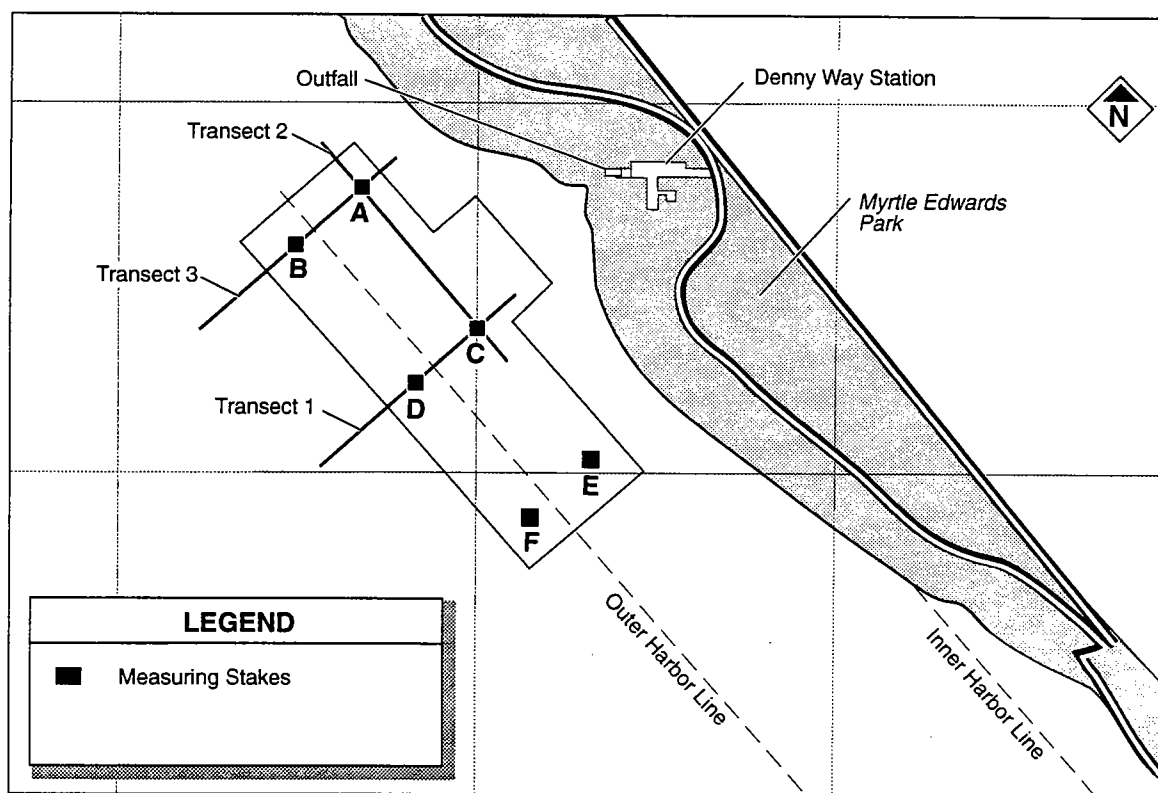 Outfall
Denny Way Station
N
Transect 2
A
Myrtle Edwards
Park
B
Transect 3
C
D
Transect 1
E
F
Outer Harbor Line
Inner Harbor Line
LEGEND
Measuring Stakes